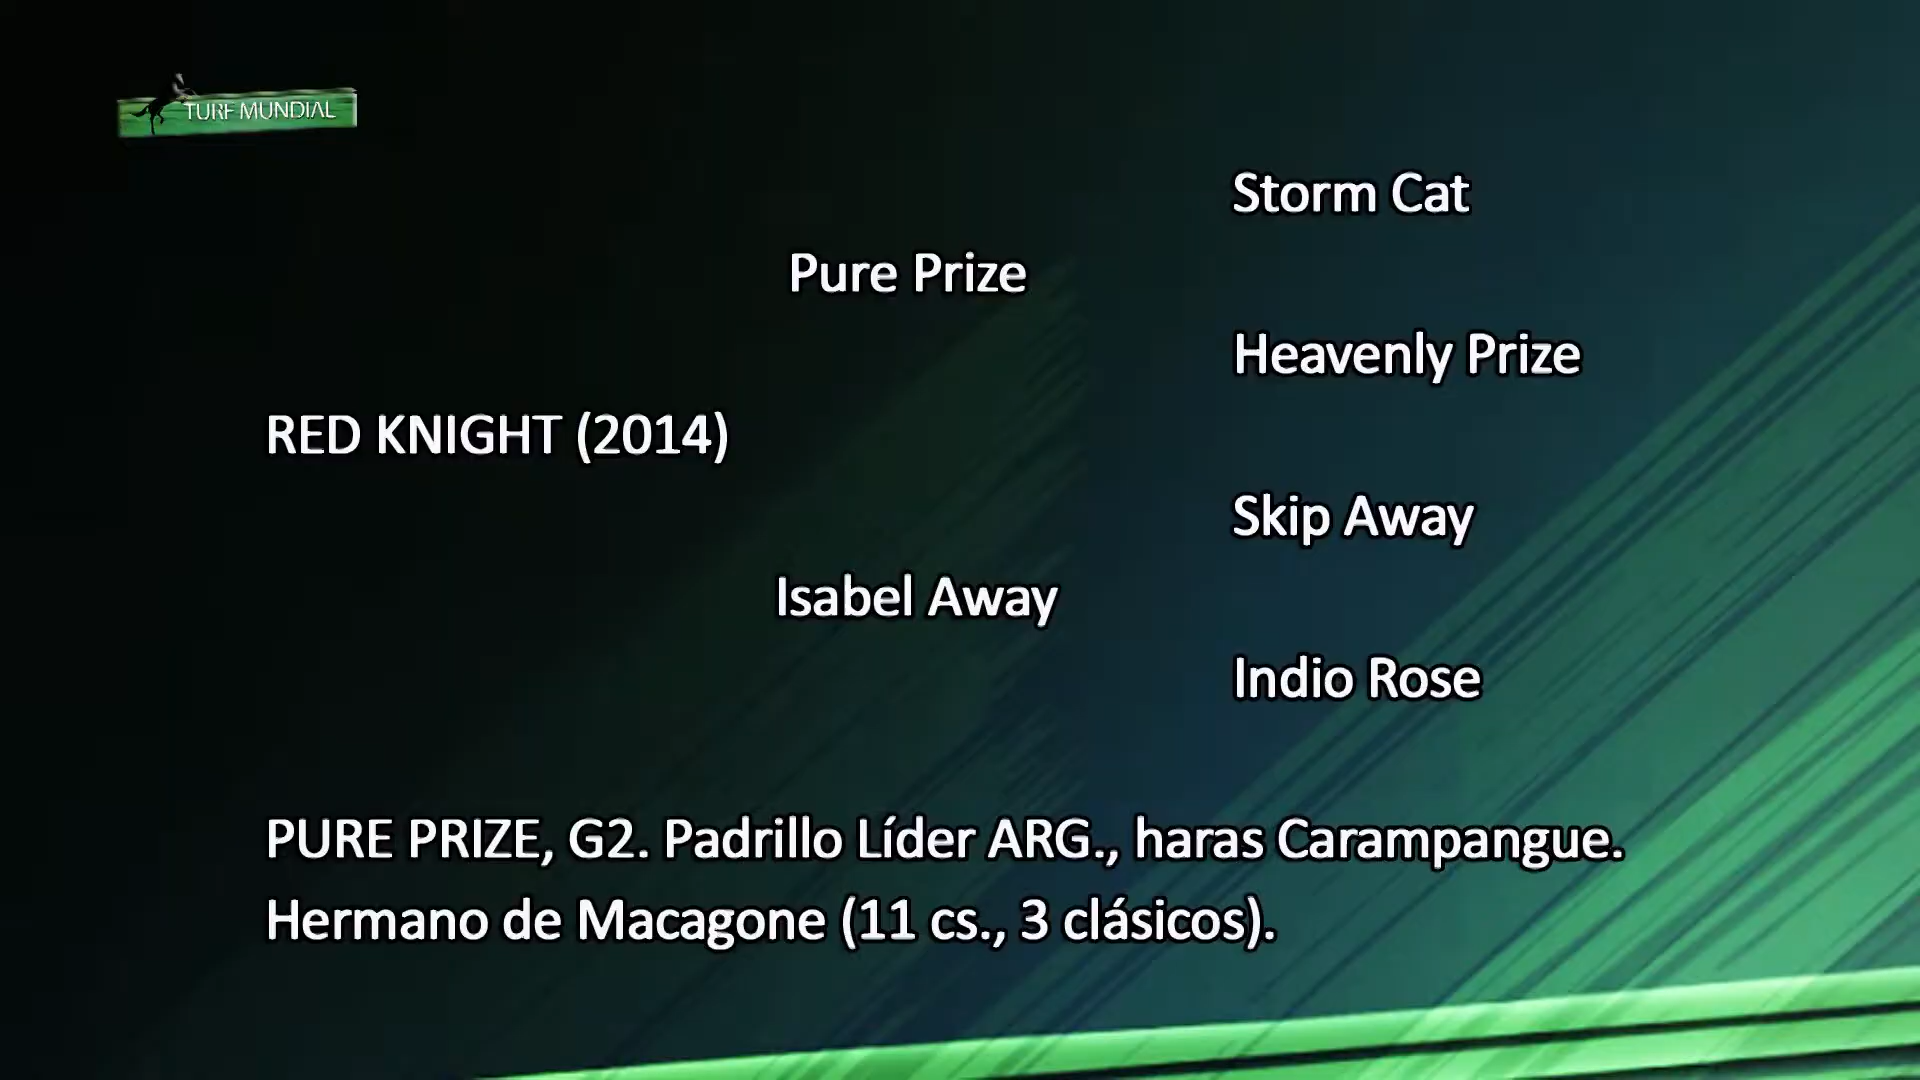 TURF MUNDIAL
Storm Cat
Pure Prize
Heavenly Prize
RED KNIGHT (2014)
Skip Away
Isabel Away
Indio Rose
PURE PRIZE, G2. Padrillo Líder ARG., haras Carampangue.
Hermano de Macagone (11 cs., 3 clásicos).